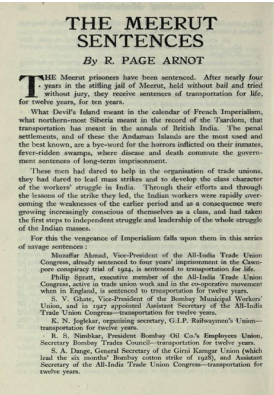 THE MEERUT
SENTENCES
By R. PAGE ARNOT
THE Meerut prisoners have been sentenced. After nearly four
years in the stifling jail of Meerut, held without bail and tried
without jury, they receive sentences of transportation for life,
for twelve years, for ten years.
What Devil's Island meant in the calendar of French Imperialism,
what northern-most Siberia meant in the record of the Tsardom, that
transportation has meant in the annals of British India. The penal
settlements, and of these the Andaman Islands are the most used and
the best known, are a bye-word for the horrors inflicted on their inmates,
fever-ridden swamps, where disease and death commute the govern-
ment sentences of long-term imprisonment.
These men had dared to help in the organisation of trade unions,
they had dared to lead mass strikes and to develop the class character
of the workers' struggle in India. Through their efforts and through
the lessons of the strike they led, the Indian workers were rapidly over-
coming the weaknesses of the earlier period and as a consequence were
growing increasingly conscious of themselves as a class, and had taken
the first steps to independent struggle and leadership of the whole struggle
of the Indian masses.
For this the vengeance of Imperialism falls upon them in this series
of savage sentences :
Muzaffar Ahmad, Vice-President of the All-India Trade Union
Congress, already sentenced to four years' imprisonment in the Cawn-
pore conspiracy trial of 1924, is sentenced to transportation for life.
Philip Spratt, executive member of the All-India Trade Union
Congress, active in trade union work and in the co-operative movement
when in England, is sentenced to transportation for twelve years.
S. V. Ghate, Vice-President of the Bombay Municipal Workers'
Union, and in 1927 appointed Assistant Secretary of the All-India
Trade Union Congress—transportation for twelve years.
K. N. Joglekar, organising secretary, G.I.P. Railwaymen's Union—
transportation for twelve years.
R. S. Nimbkar, President Bombay Oil Co.'s Employees Union,
Secretary Bombay Trades Council—transportation for twelve years.
S. A. Dange, General Secretary of the Girni Kamgar Union (which
lead the six months' Bombay cotton strike of 1928), and Assistant
Secretary of the All-India Trade Union Congress—transportation for
twelve years.